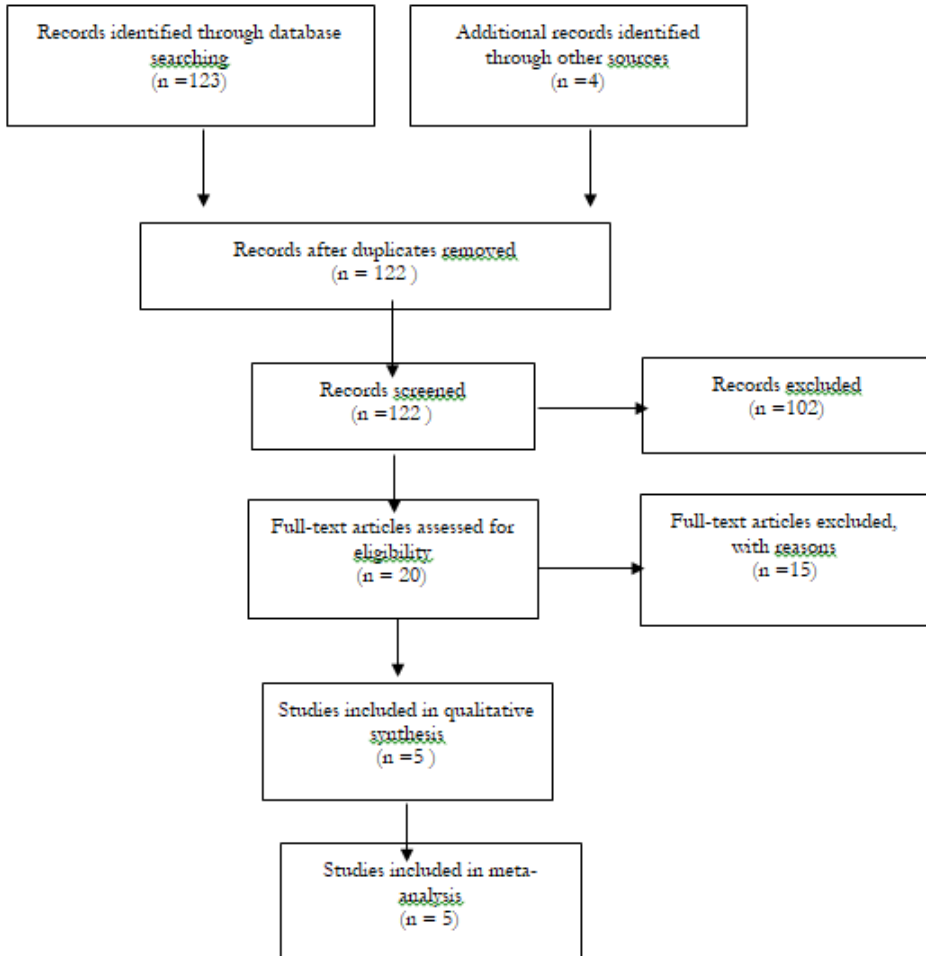 Records identified through database
searching
(n =123)
Additional records identified
through other sources
(n =4)
Records after duplicates removed
(n = 122 )
Records screened
(n =122 )
Records excluded
(n =102)
Full-text articles assessed for
eligibility
(n = 20)
Full-text articles excluded,
with reasons
(n =15)
Studies included in qualitative
synthesis
(n =5 )
Studies included in meta-
analysis
(n = 5)